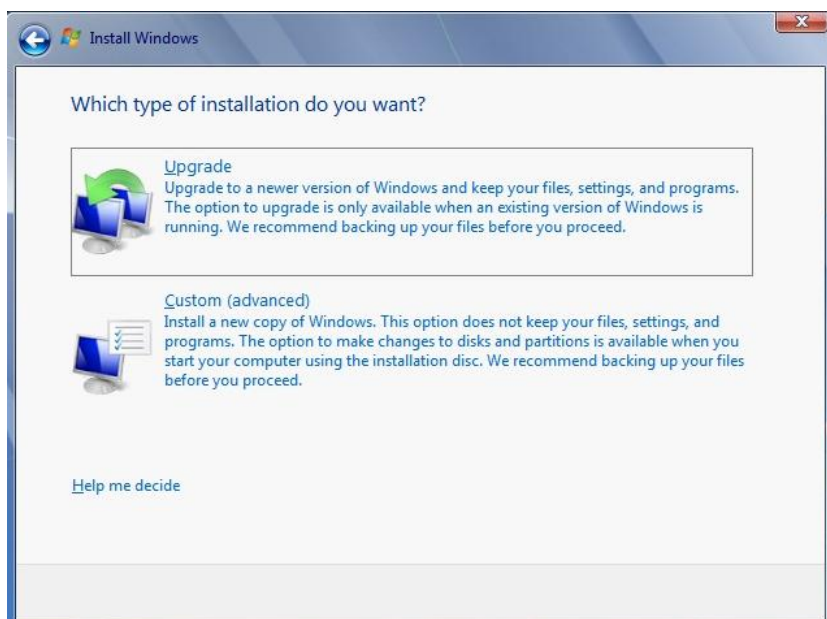 Install Windows
Which type of installation do you want?
Upgrade
Upgrade to a newer version of Windows and keep your files, settings, and programs.
The option to upgrade is only available when an existing version of Windows is
running. We recommend backing up your files before you proceed.
Custom (advanced)
Install a new copy of Windows. This option does not keep your files, settings, and
programs. The option to make changes to disks and partitions is available when you
start your computer using the installation disc. We recommend backing up your files
before you proceed.
Help me decide